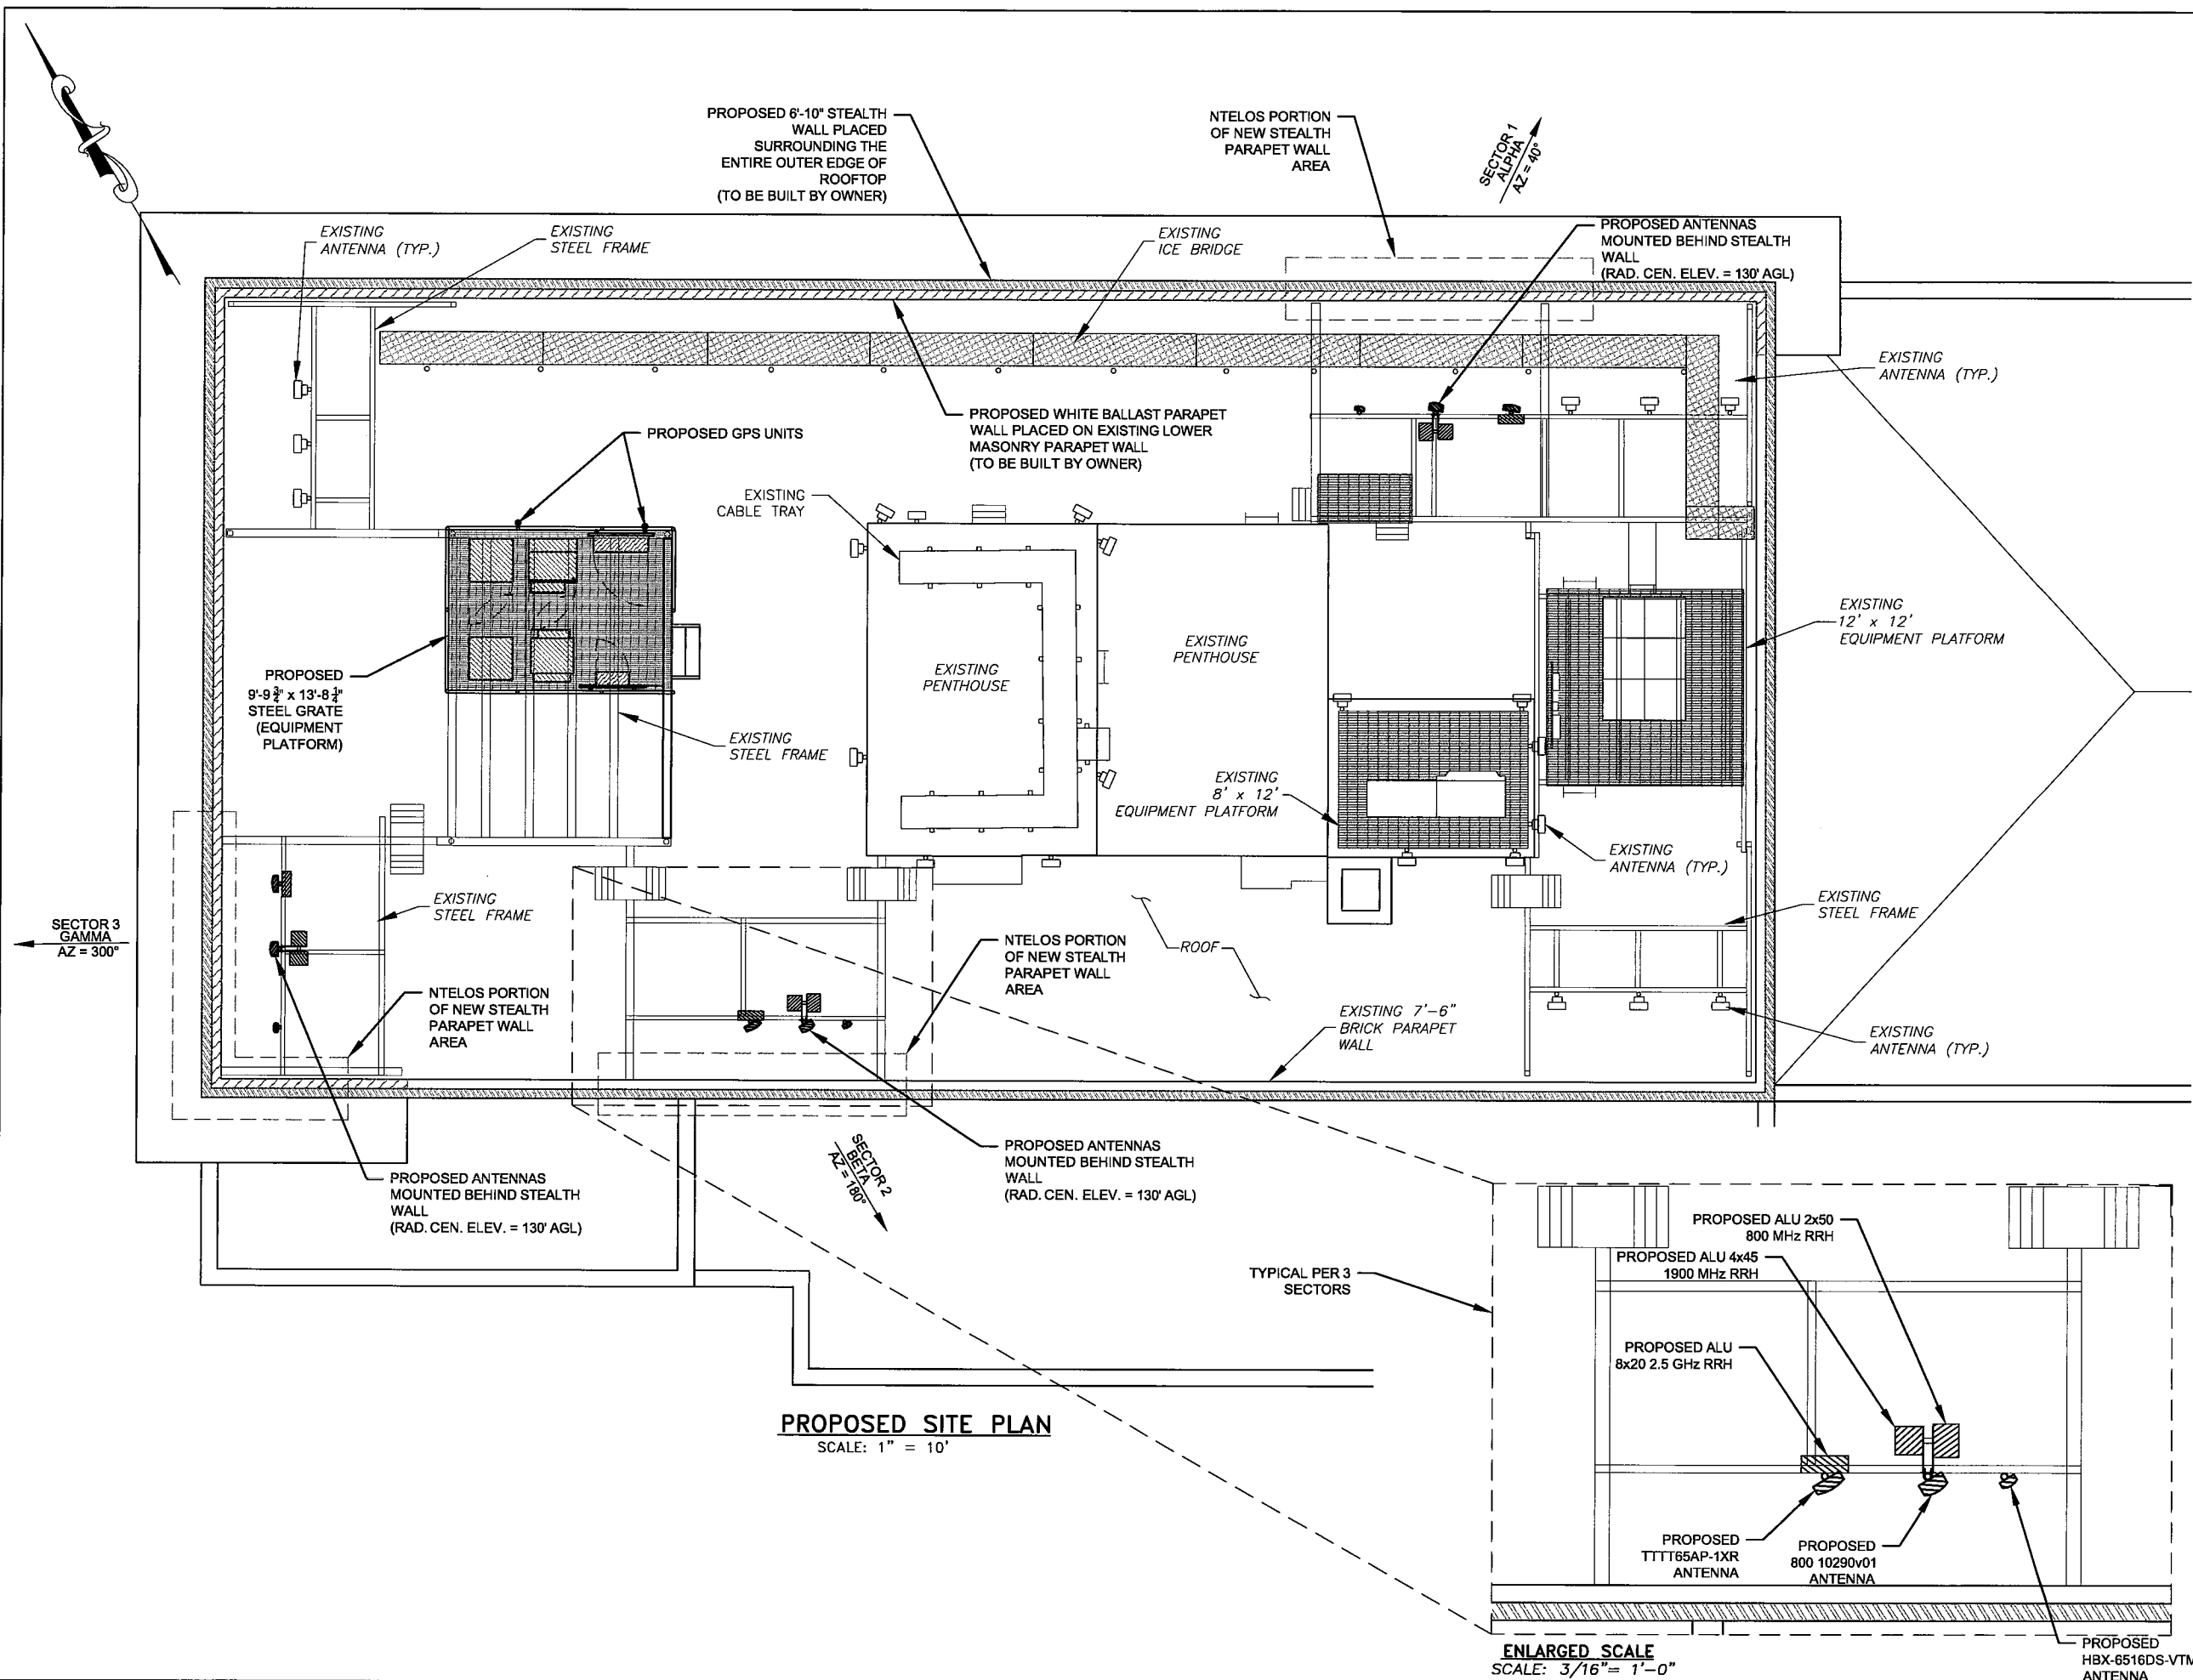 PROPOSED 6'-10" STEALTH
WALL PLACED
SURROUNDING THE
ENTIRE OUTER EDGE OF
ROOFTOP
(TO BE BUILT BY OWNER)
NTELOS PORTION
OF NEW STEALTH
PARAPET WALL
AREA
SECTOR 1
ALPHA
AZ = 40°
EXISTING
ANTENNA (TYP.)
EXISTING
STEEL FRAME
EXISTING
ICE BRIDGE
PROPOSED ANTENNAS
MOUNTED BEHIND STEALTH
WALL
(RAD. CEN. ELEV. = 130' AGL)
EXISTING
ANTENNA (TYP.)
PROPOSED GPS UNITS
PROPOSED WHITE BALLAST PARAPET
WALL PLACED ON EXISTING LOWER
MASONRY PARAPET WALL
(TO BE BUILT BY OWNER)
EXISTING
CABLE TRAY
EXISTING
PENTHOUSE
EXISTING
PENTHOUSE
EXISTING
12' x 12'
EQUIPMENT PLATFORM
PROPOSED
9'-9 3/4" x 13'-8 1/4"
STEEL GRATE
(EQUIPMENT
PLATFORM)
EXISTING
STEEL FRAME
EXISTING
8' x 12'
EQUIPMENT PLATFORM
EXISTING
ANTENNA (TYP.)
EXISTING
STEEL FRAME
EXISTING
STEEL FRAME
SECTOR 3
GAMMA
AZ = 300°
NTELOS PORTION
OF NEW STEALTH
PARAPET WALL
AREA
NTELOS PORTION
OF NEW STEALTH
PARAPET WALL
AREA
ROOF
EXISTING 7'-6"
BRICK PARAPET
WALL
EXISTING
ANTENNA (TYP.)
PROPOSED ANTENNAS
MOUNTED BEHIND STEALTH
WALL
(RAD. CEN. ELEV. = 130' AGL)
SECTOR 2
BETA
AZ = 180°
PROPOSED ANTENNAS
MOUNTED BEHIND STEALTH
WALL
(RAD. CEN. ELEV. = 130' AGL)
TYPICAL PER 3
SECTORS
PROPOSED ALU 2x50
800 MHz RRH
PROPOSED ALU 4x45
1900 MHz RRH
PROPOSED ALU
8x20 2.5 GHz RRH
PROPOSED
TTTT65AP-1XR
ANTENNA
PROPOSED
800 10290v01
ANTENNA
PROPOSED
HBX-6516DS-VTM
ANTENNA
PROPOSED SITE PLAN
SCALE: 1" = 10'
ENLARGED SCALE
SCALE: 3/16"= 1'-0"